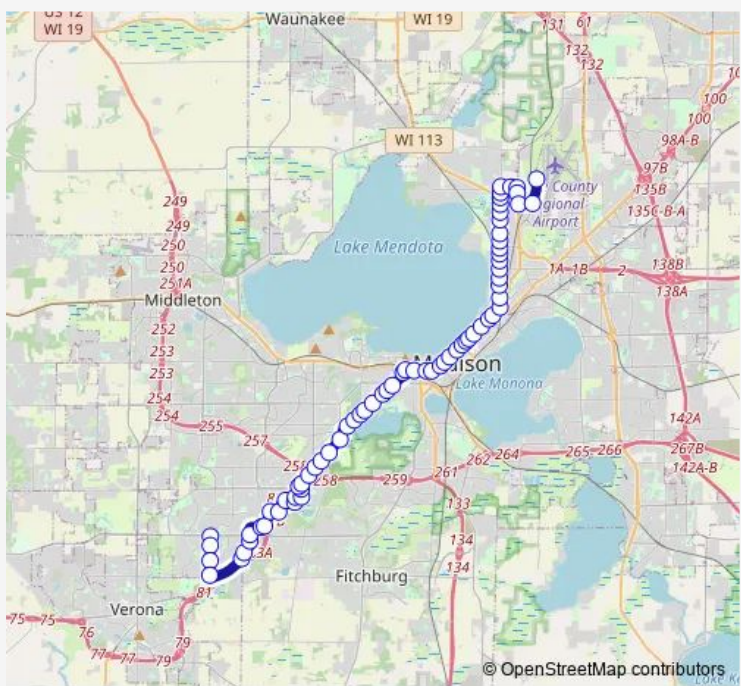 US 12
WI 19
Waunakee
WI 19
131
61
132
132
100
100
98A-B
WI 113
97B
135B
135C-B-A
County
Regional
Airport
249
249
250
250
251A
Lake Mendota
1A
1B
2
138B
138A
Middleton
252
253
253
254
254
255
257
258
259
261
262
264
265
266
267B
142A
142A-B
Madison
Lake Monona
133
134
134
Fitchburg
81
Verona
75
75
76
77
77
79
79
© OpenStreetMap contributors